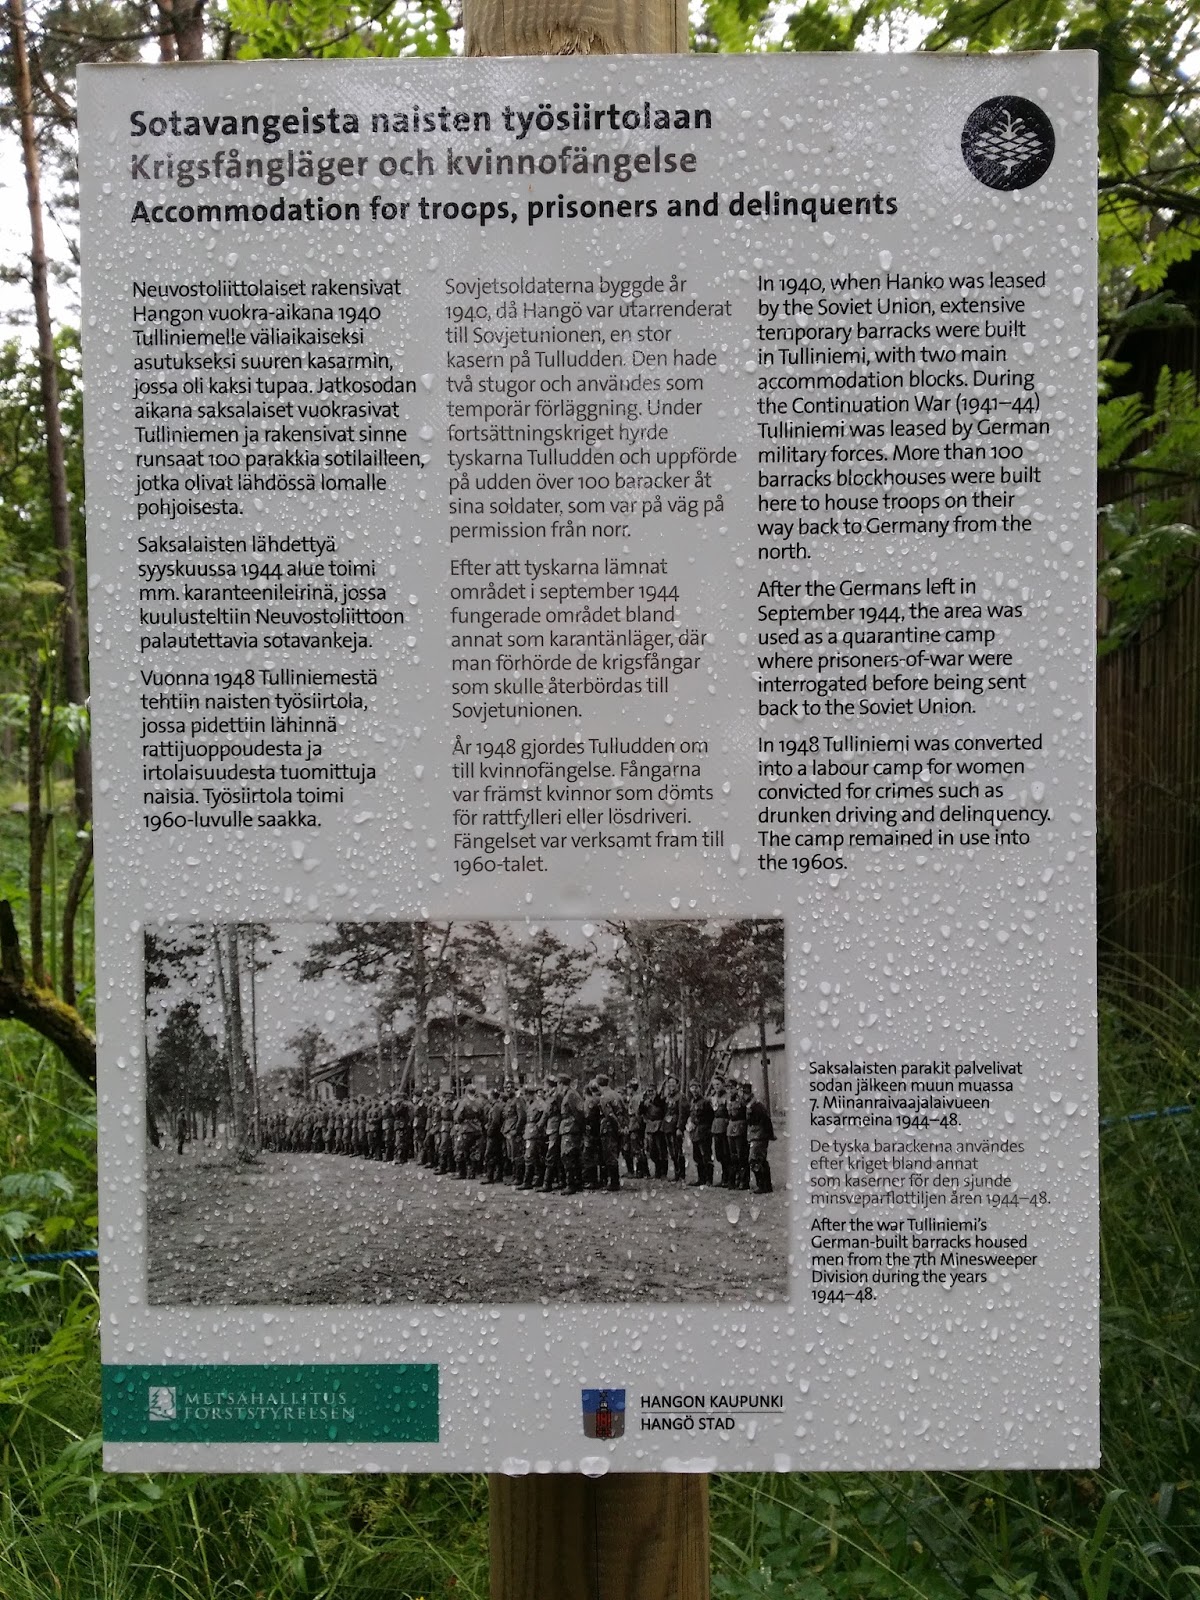 Sotavangeista naisten työsiirtolaan
Krigsfångläger och kvinnofängelse
Accommodation for troops, prisoners and delinquents
Neuvostoliittolaiset rakensivat
Hangon vuokra-aikana 1940
Tulliniemelle väliaikaiseksi
asutukseksi suuren kasarmin,
jossa oli kaksi tupaa. Jatkosodan
aikana saksalaiset vuokrasivat
Tulliniemen ja rakensivat sinne
runsaat 100 parakkia sotilailleen,
jotka olivat lähdössä lomalle
pohjoisesta.
Saksalaisten lähdettyä
syyskuussa 1944 alue toimi
mm. karanteenileirinä, jossa
kuulusteltiin Neuvostoliittoon
palautettavia sotavankeja.
Vuonna 1948 Tulliniemestä
tehtiin naisten työsiirtola,
jossa pidettiin lähinnä
rattijuoppoudesta ja
irtolaisuudesta tuomittuja
naisia. Työsiirtola toimi
1960-luvulle saakka.
Sovjetsoldaterna byggde år
1940, då Hangö var utarrenderat
till Sovjetunionen, en stor
kasern på Tulludden. Den hade
två stugor och användes som
temporär förläggning. Under
fortsättningskriget hyrde
tyskarna Tulludden och uppförde
på udden över 100 baracker åt
sina soldater, som var på väg på
permission från norr.
Efter att tyskarna lämnat
området i september 1944
fungerade området bland
annat som karantänläger, där
man förhörde de krigsfångar
som skulle återbördas till
Sovjetunionen.
År 1948 gjordes Tulludden om
till kvinnofängelse. Fångarna
var främst kvinnor som dömts
för rattfylleri eller lösdriveri.
Fängelset var verksamt fram till
1960-talet.
In 1940, when Hanko was leased
by the Soviet Union, extensive
temporary barracks were built
in Tulliniemi, with two main
accommodation blocks. During
the Continuation War (1941–44)
Tulliniemi was leased by German
military forces. More than 100
barracks blockhouses were built
here to house troops on their
way back to Germany from the
north.
After the Germans left in
September 1944, the area was
used as a quarantine camp
where prisoners-of-war were
interrogated before being sent
back to the Soviet Union.
In 1948 Tulliniemi was converted
into a labour camp for women
convicted for crimes such as
drunken driving and delinquency.
The camp remained in use into
the 1960s.
Saksalaisten parakit palvelivat
sodan jälkeen muun muassa
7. Miinanraivaajalaivueen
kasarmeina 1944–48.
De tyska barackerna användes
efter kriget bland annat
som kaserner för den sjunde
minsveparflottiljen åren 1944–48.
After the war Tulliniemi's
German-built barracks housed
men from the 7th Minesweeper
Division during the years
1944–48.
METSÄHALLITUS
FORSTSTYRELSEN
HANGON KAUPUNKI
HANGÖ STAD